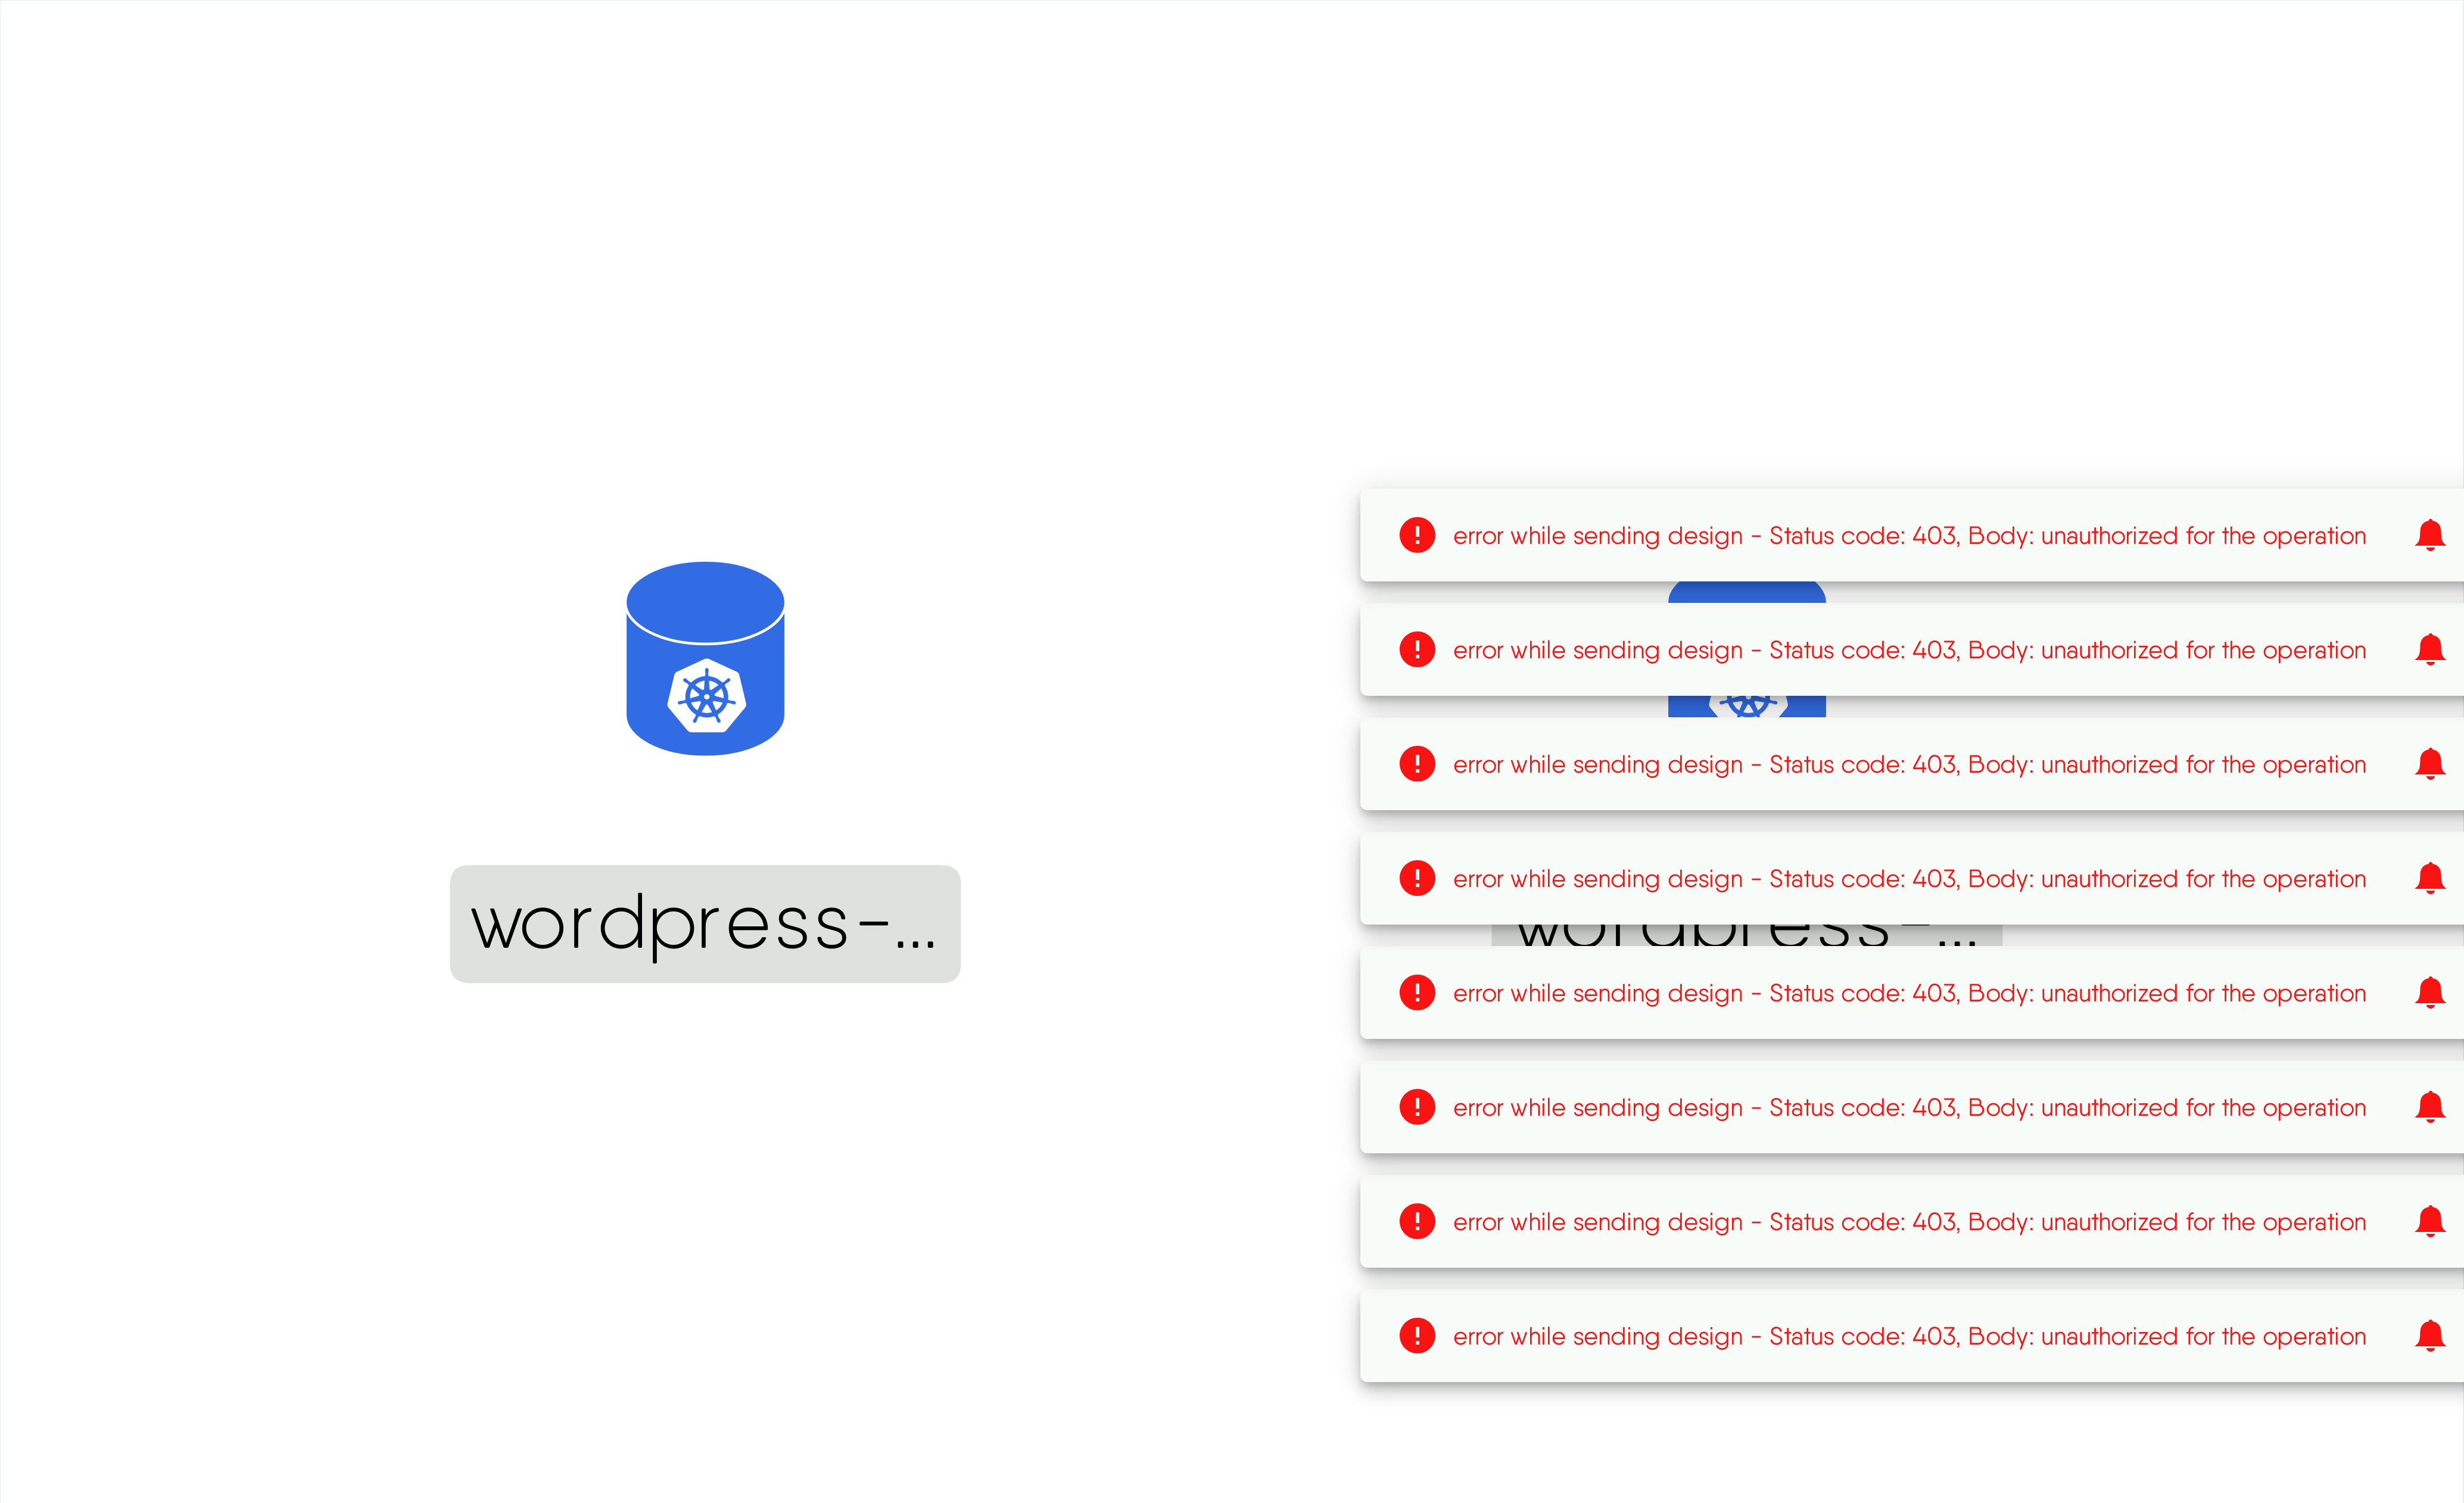 error while sending design - Status code: 403, Body: unauthorized for the operation
error while sending design - Status code: 403, Body: unauthorized for the operation
error while sending design - Status code: 403, Body: unauthorized for the operation
error while sending design - Status code: 403, Body: unauthorized for the operation
wordpress-...
wordpress-...
error while sending design - Status code: 403, Body: unauthorized for the operation
error while sending design - Status code: 403, Body: unauthorized for the operation
error while sending design - Status code: 403, Body: unauthorized for the operation
error while sending design - Status code: 403, Body: unauthorized for the operation